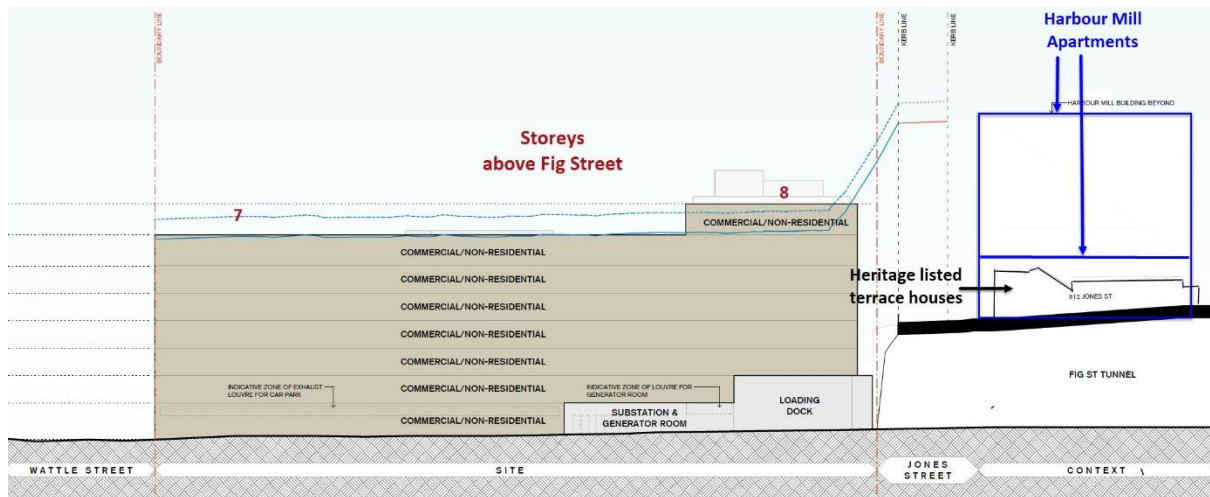 BOUNDARY LINE
BOUNDARY LINE
KERB LINE
KERB LINE
Harbour Mill
Apartments
HARBOUR MILL BUILDING BEYOND
Storeys
above Fig Street
7
8
COMMERCIAL/NON-RESIDENTIAL
COMMERCIAL/NON-RESIDENTIAL
COMMERCIAL/NON-RESIDENTIAL
COMMERCIAL/NON-RESIDENTIAL
COMMERCIAL/NON-RESIDENTIAL
COMMERCIAL/NON-RESIDENTIAL
COMMERCIAL/NON-RESIDENTIAL
COMMERCIAL/NON-RESIDENTIAL
Heritage listed
terrace houses
512 JONES ST
INDICATIVE ZONE OF EXHAUST
LOUVRE FOR CAR PARK
INDICATIVE ZONE OF LOUVRE FOR
GENERATOR ROOM
SUBSTATION &
GENERATOR ROOM
LOADING
DOCK
FIG ST TUNNEL
WATTLE STREET
SITE
JONES
STREET
CONTEXT